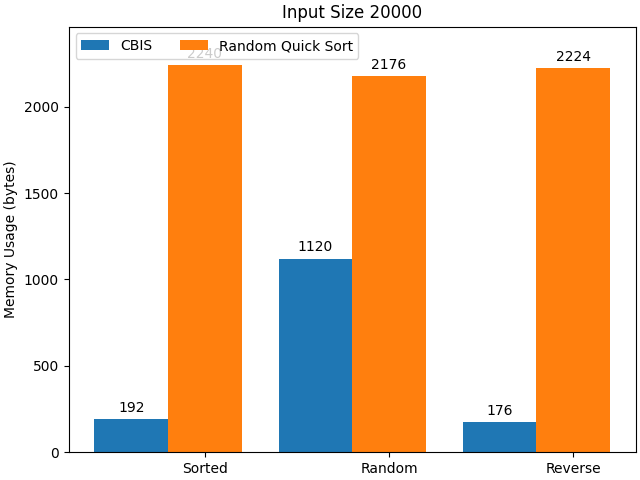 Input Size 20000
CBIS
Random Quick Sort
2240
2176
2224
1120
192
176
2000
1500
1000
500
0
Memory Usage (bytes)
Sorted
Random
Reverse